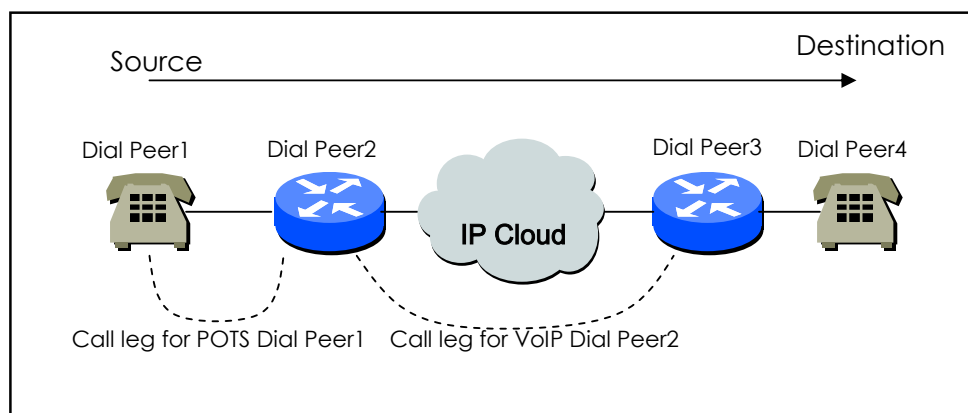 Source
Destination
Dial Peer1
Dial Peer2
Dial Peer3
Dial Peer4
IP Cloud
Call leg for POTS Dial Peer1
Call leg for VoIP Dial Peer2